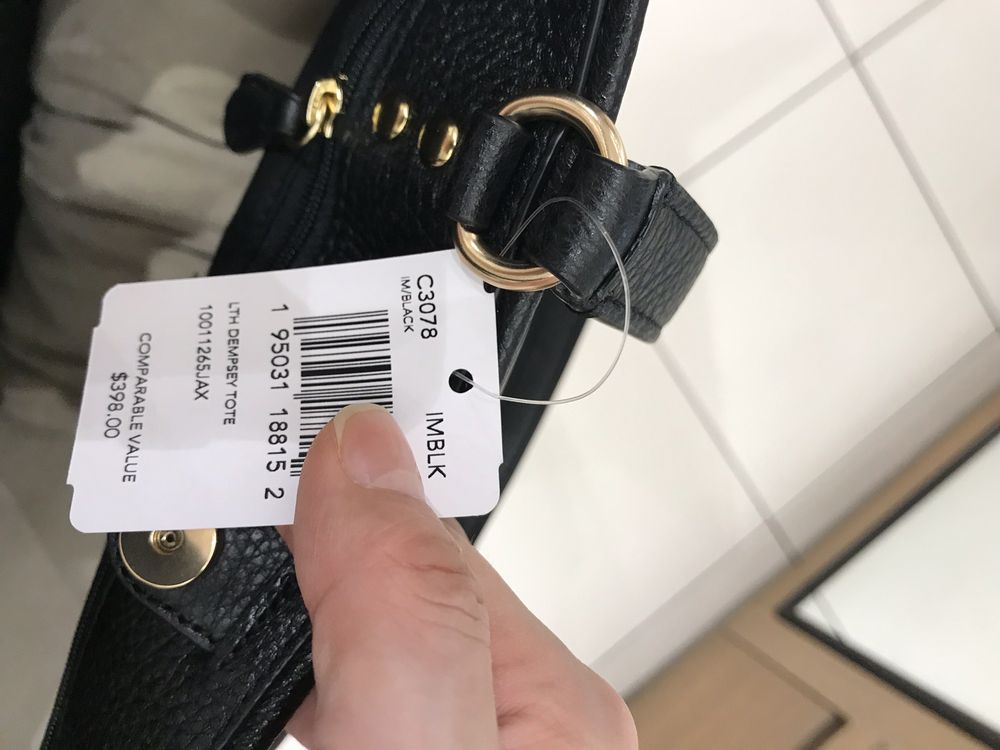 C3078 IMBLK
IM/BLACK
1 95031 18815 2
LTH DEMPSEY TOTE
10011265JAX
COMPARABLE VALUE
$398.00